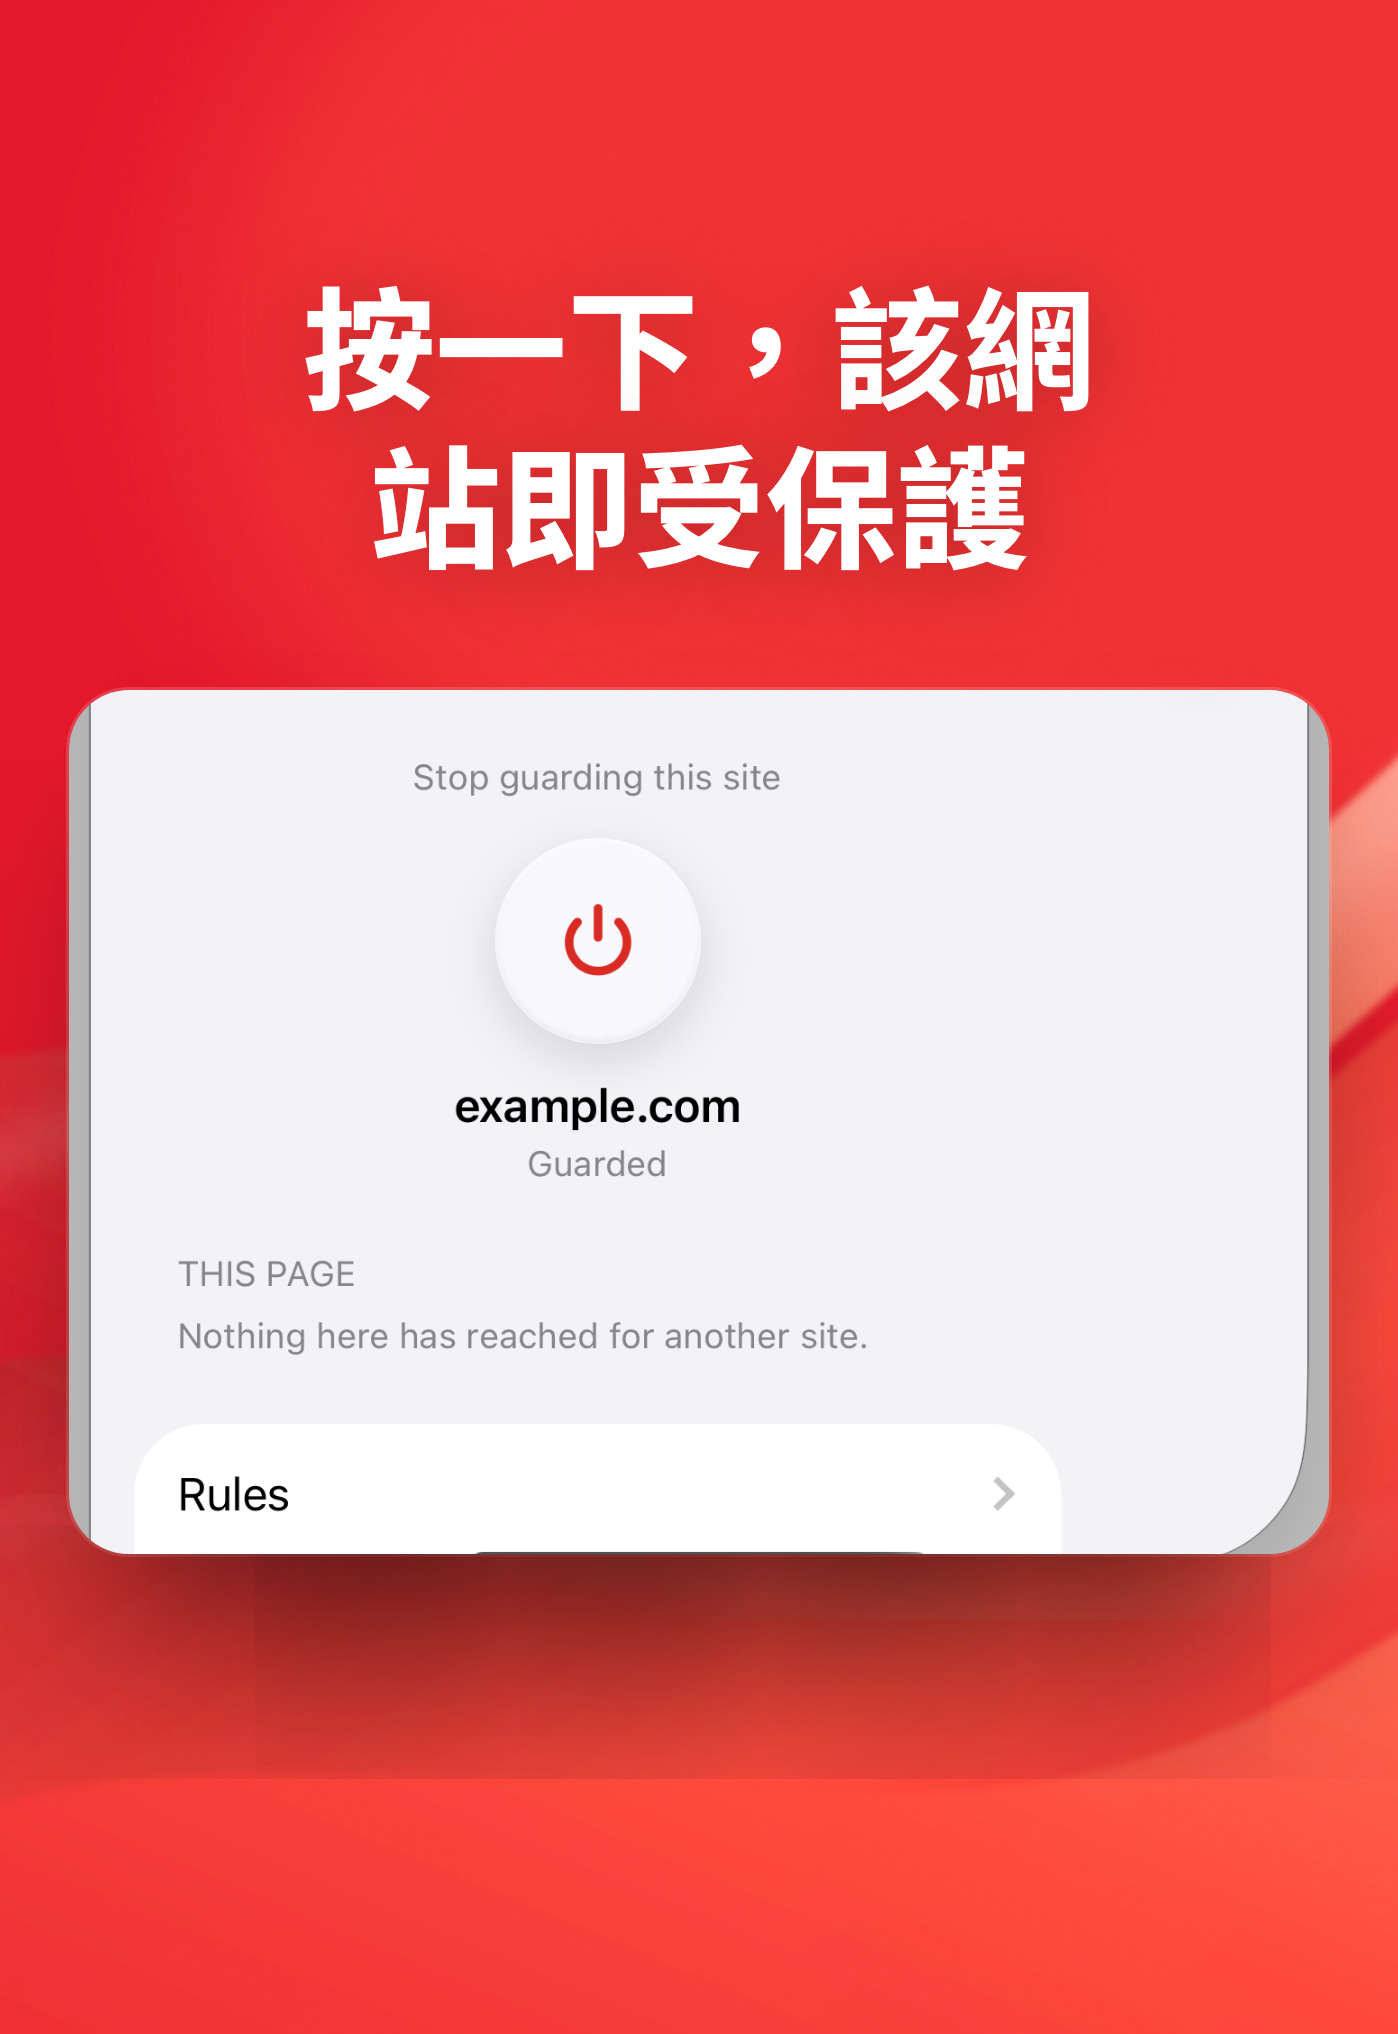 按一下，該網
站即受保護
Stop guarding this site
example.com
Guarded
THIS PAGE
Nothing here has reached for another site.
Rules